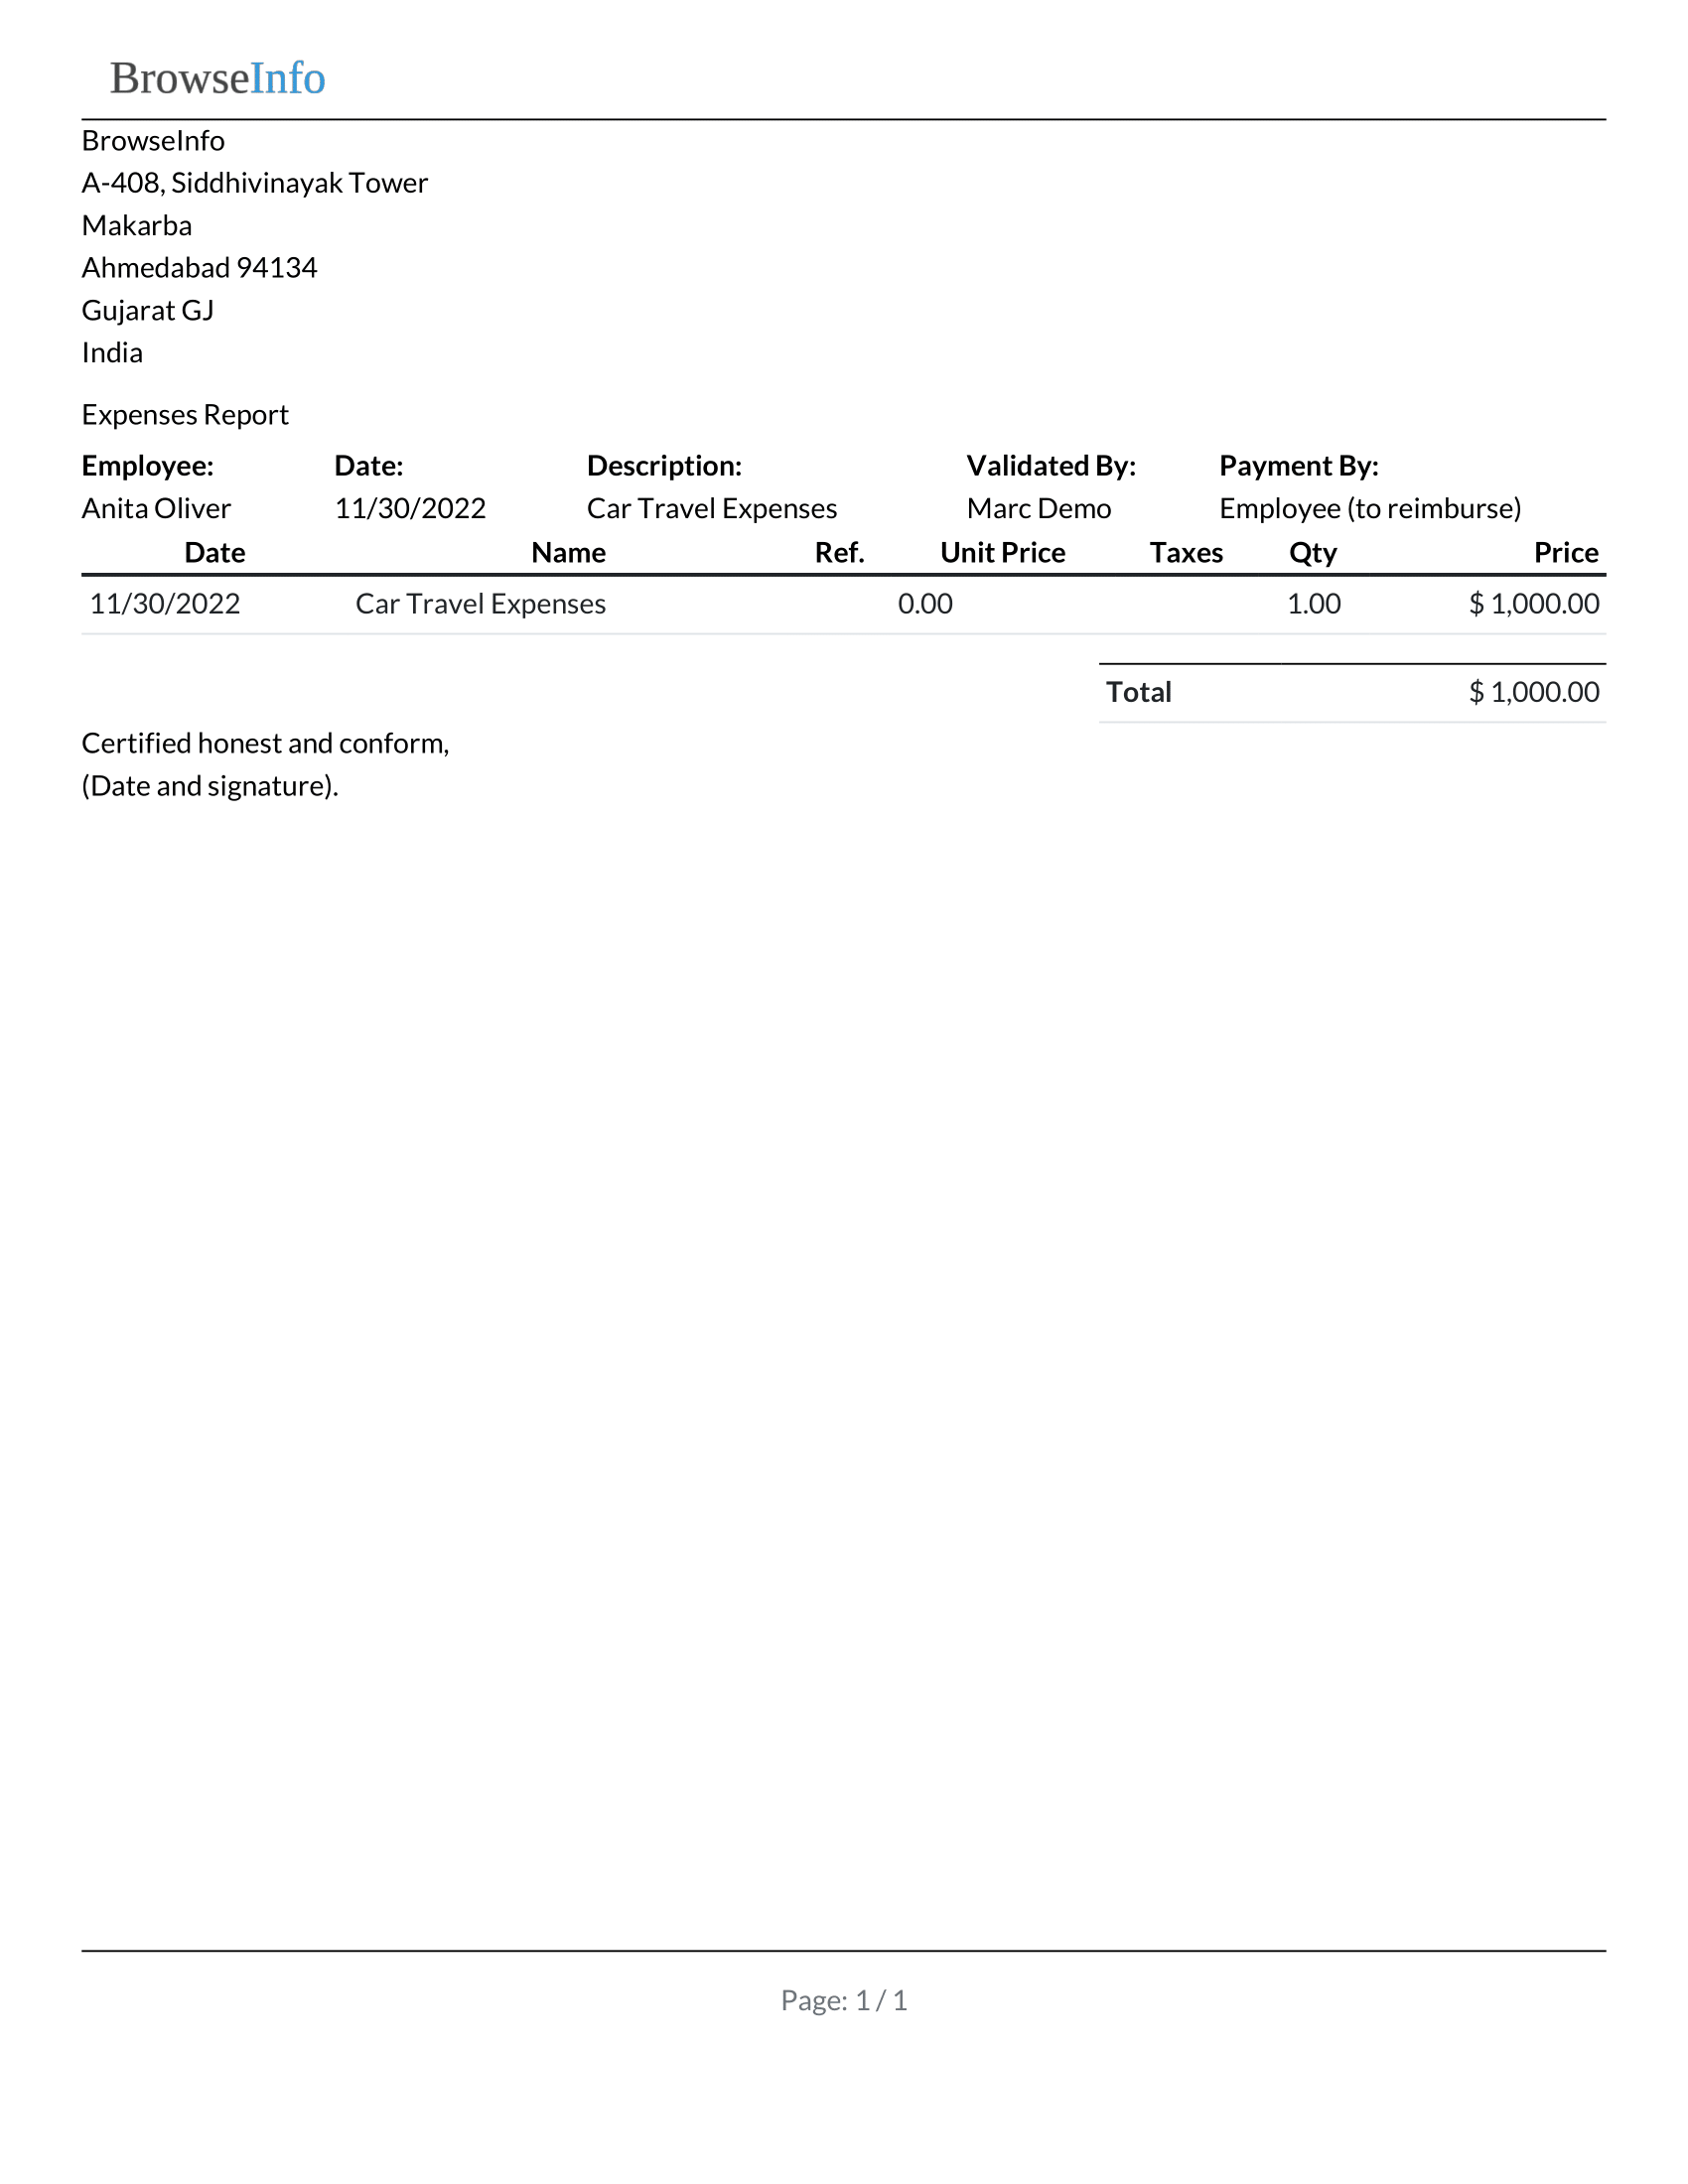 BrowseInfo
BrowseInfo
A-408, Siddhivinayak Tower
Makarba
Ahmedabad 94134
Gujarat GJ
India
Expenses Report
Employee: Date: Description: Validated By: Payment By:
Anita Oliver 11/30/2022 Car Travel Expenses Marc Demo Employee (to reimburse)
Date Name Ref. Unit Price Taxes Qty Price
11/30/2022 Car Travel Expenses 0.00 1.00 $ 1,000.00
Total $ 1,000.00
Certified honest and conform,
(Date and signature).
Page: 1 / 1